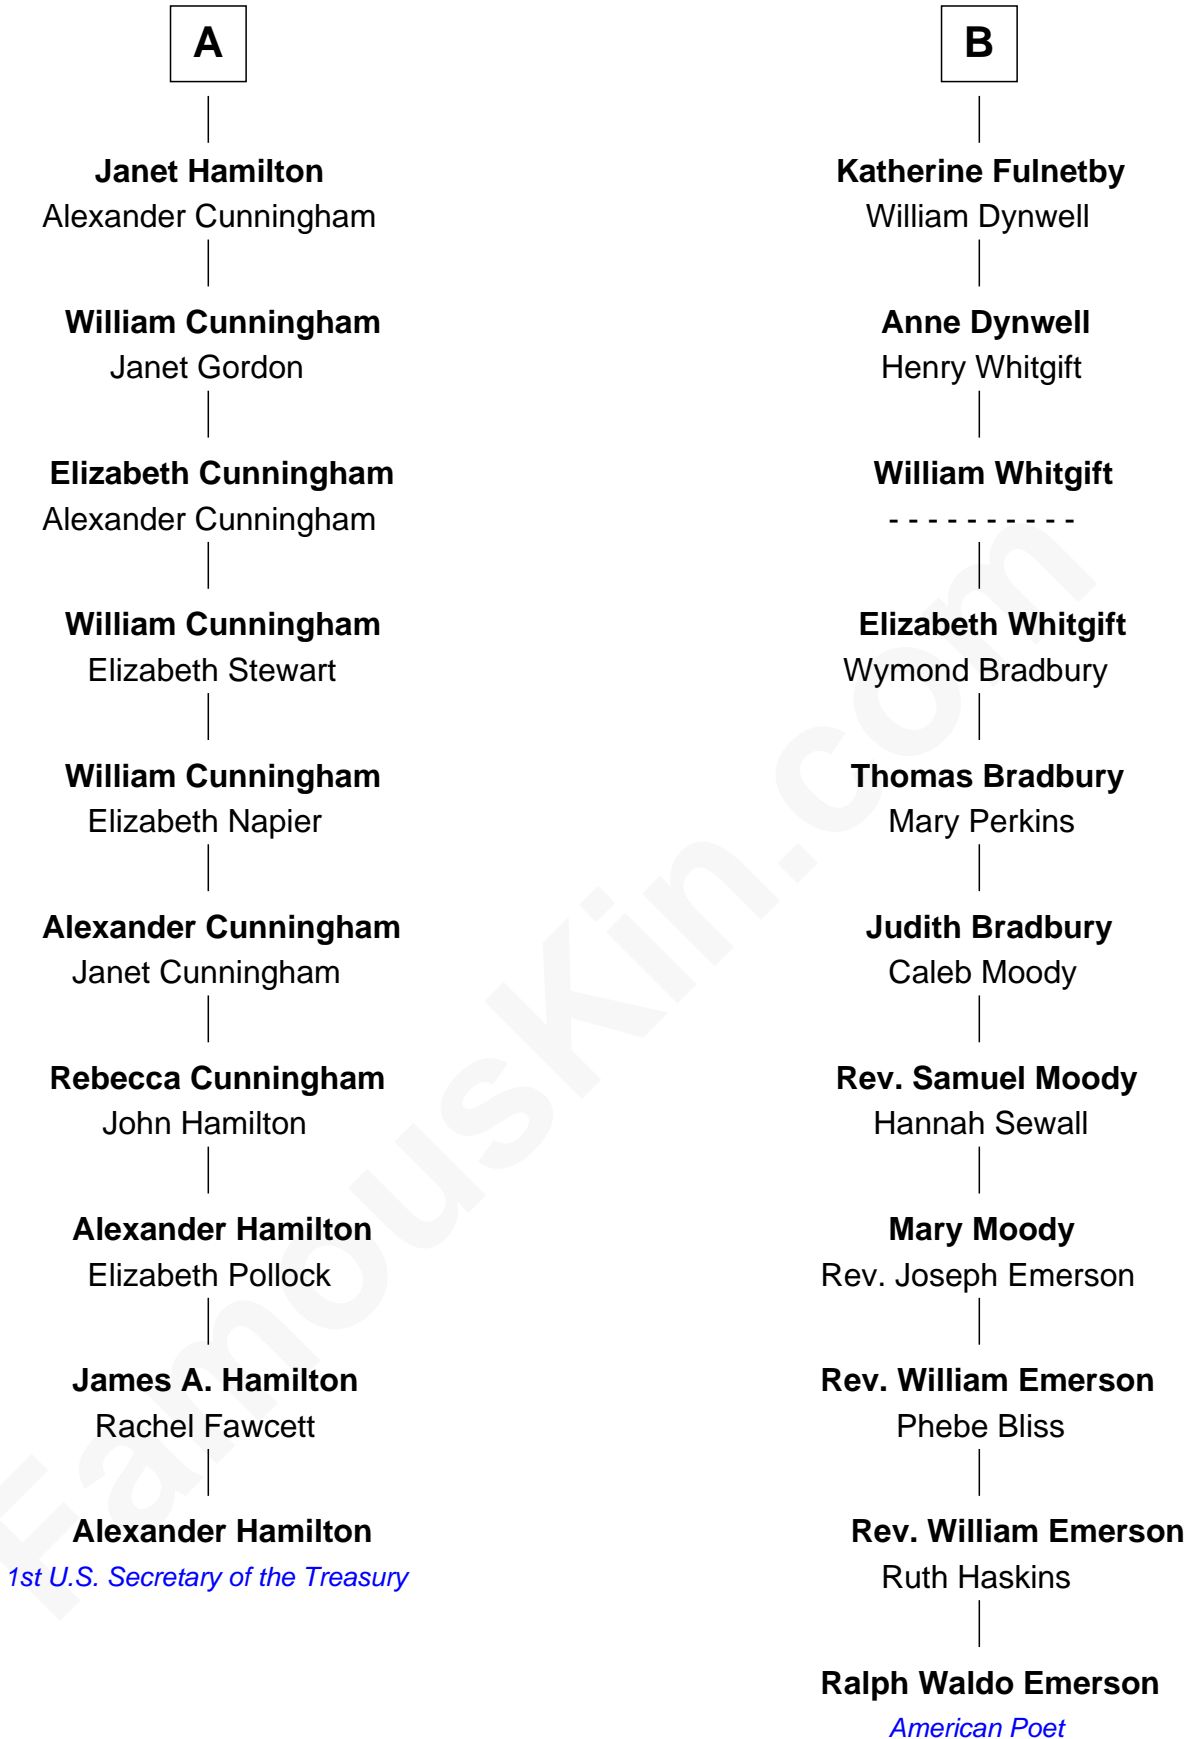 A
Janet Hamilton
Alexander Cunningham
William Cunningham
Janet Gordon
Elizabeth Cunningham
Alexander Cunningham
William Cunningham
Elizabeth Stewart
William Cunningham
Elizabeth Napier
Alexander Cunningham
Janet Cunningham
Rebecca Cunningham
John Hamilton
Alexander Hamilton
Elizabeth Pollock
James A. Hamilton
Rachel Fawcett
Alexander Hamilton
1st U.S. Secretary of the Treasury
B
Katherine Fulnetby
William Dynwell
Anne Dynwell
Henry Whitgift
William Whitgift
- - - - - - - - - -
Elizabeth Whitgift
Wymond Bradbury
Thomas Bradbury
Mary Perkins
Judith Bradbury
Caleb Moody
Rev. Samuel Moody
Hannah Sewall
Mary Moody
Rev. Joseph Emerson
Rev. William Emerson
Phebe Bliss
Rev. William Emerson
Ruth Haskins
Ralph Waldo Emerson
American Poet
FamousKin.com